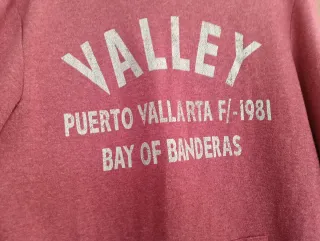 VALLEY
PUERTO VALLARTA F/-1981
BAY OF BANDERAS